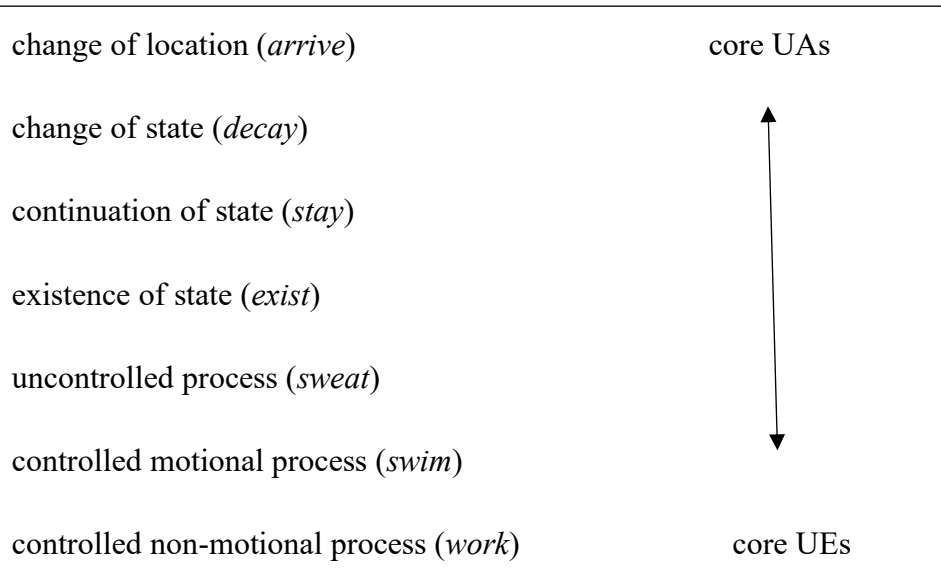 change of location (arrive) core UAs
change of state (decay)
continuation of state (stay)
existence of state (exist)
uncontrolled process (sweat)
controlled motional process (swim)
controlled non-motional process (work) core UEs